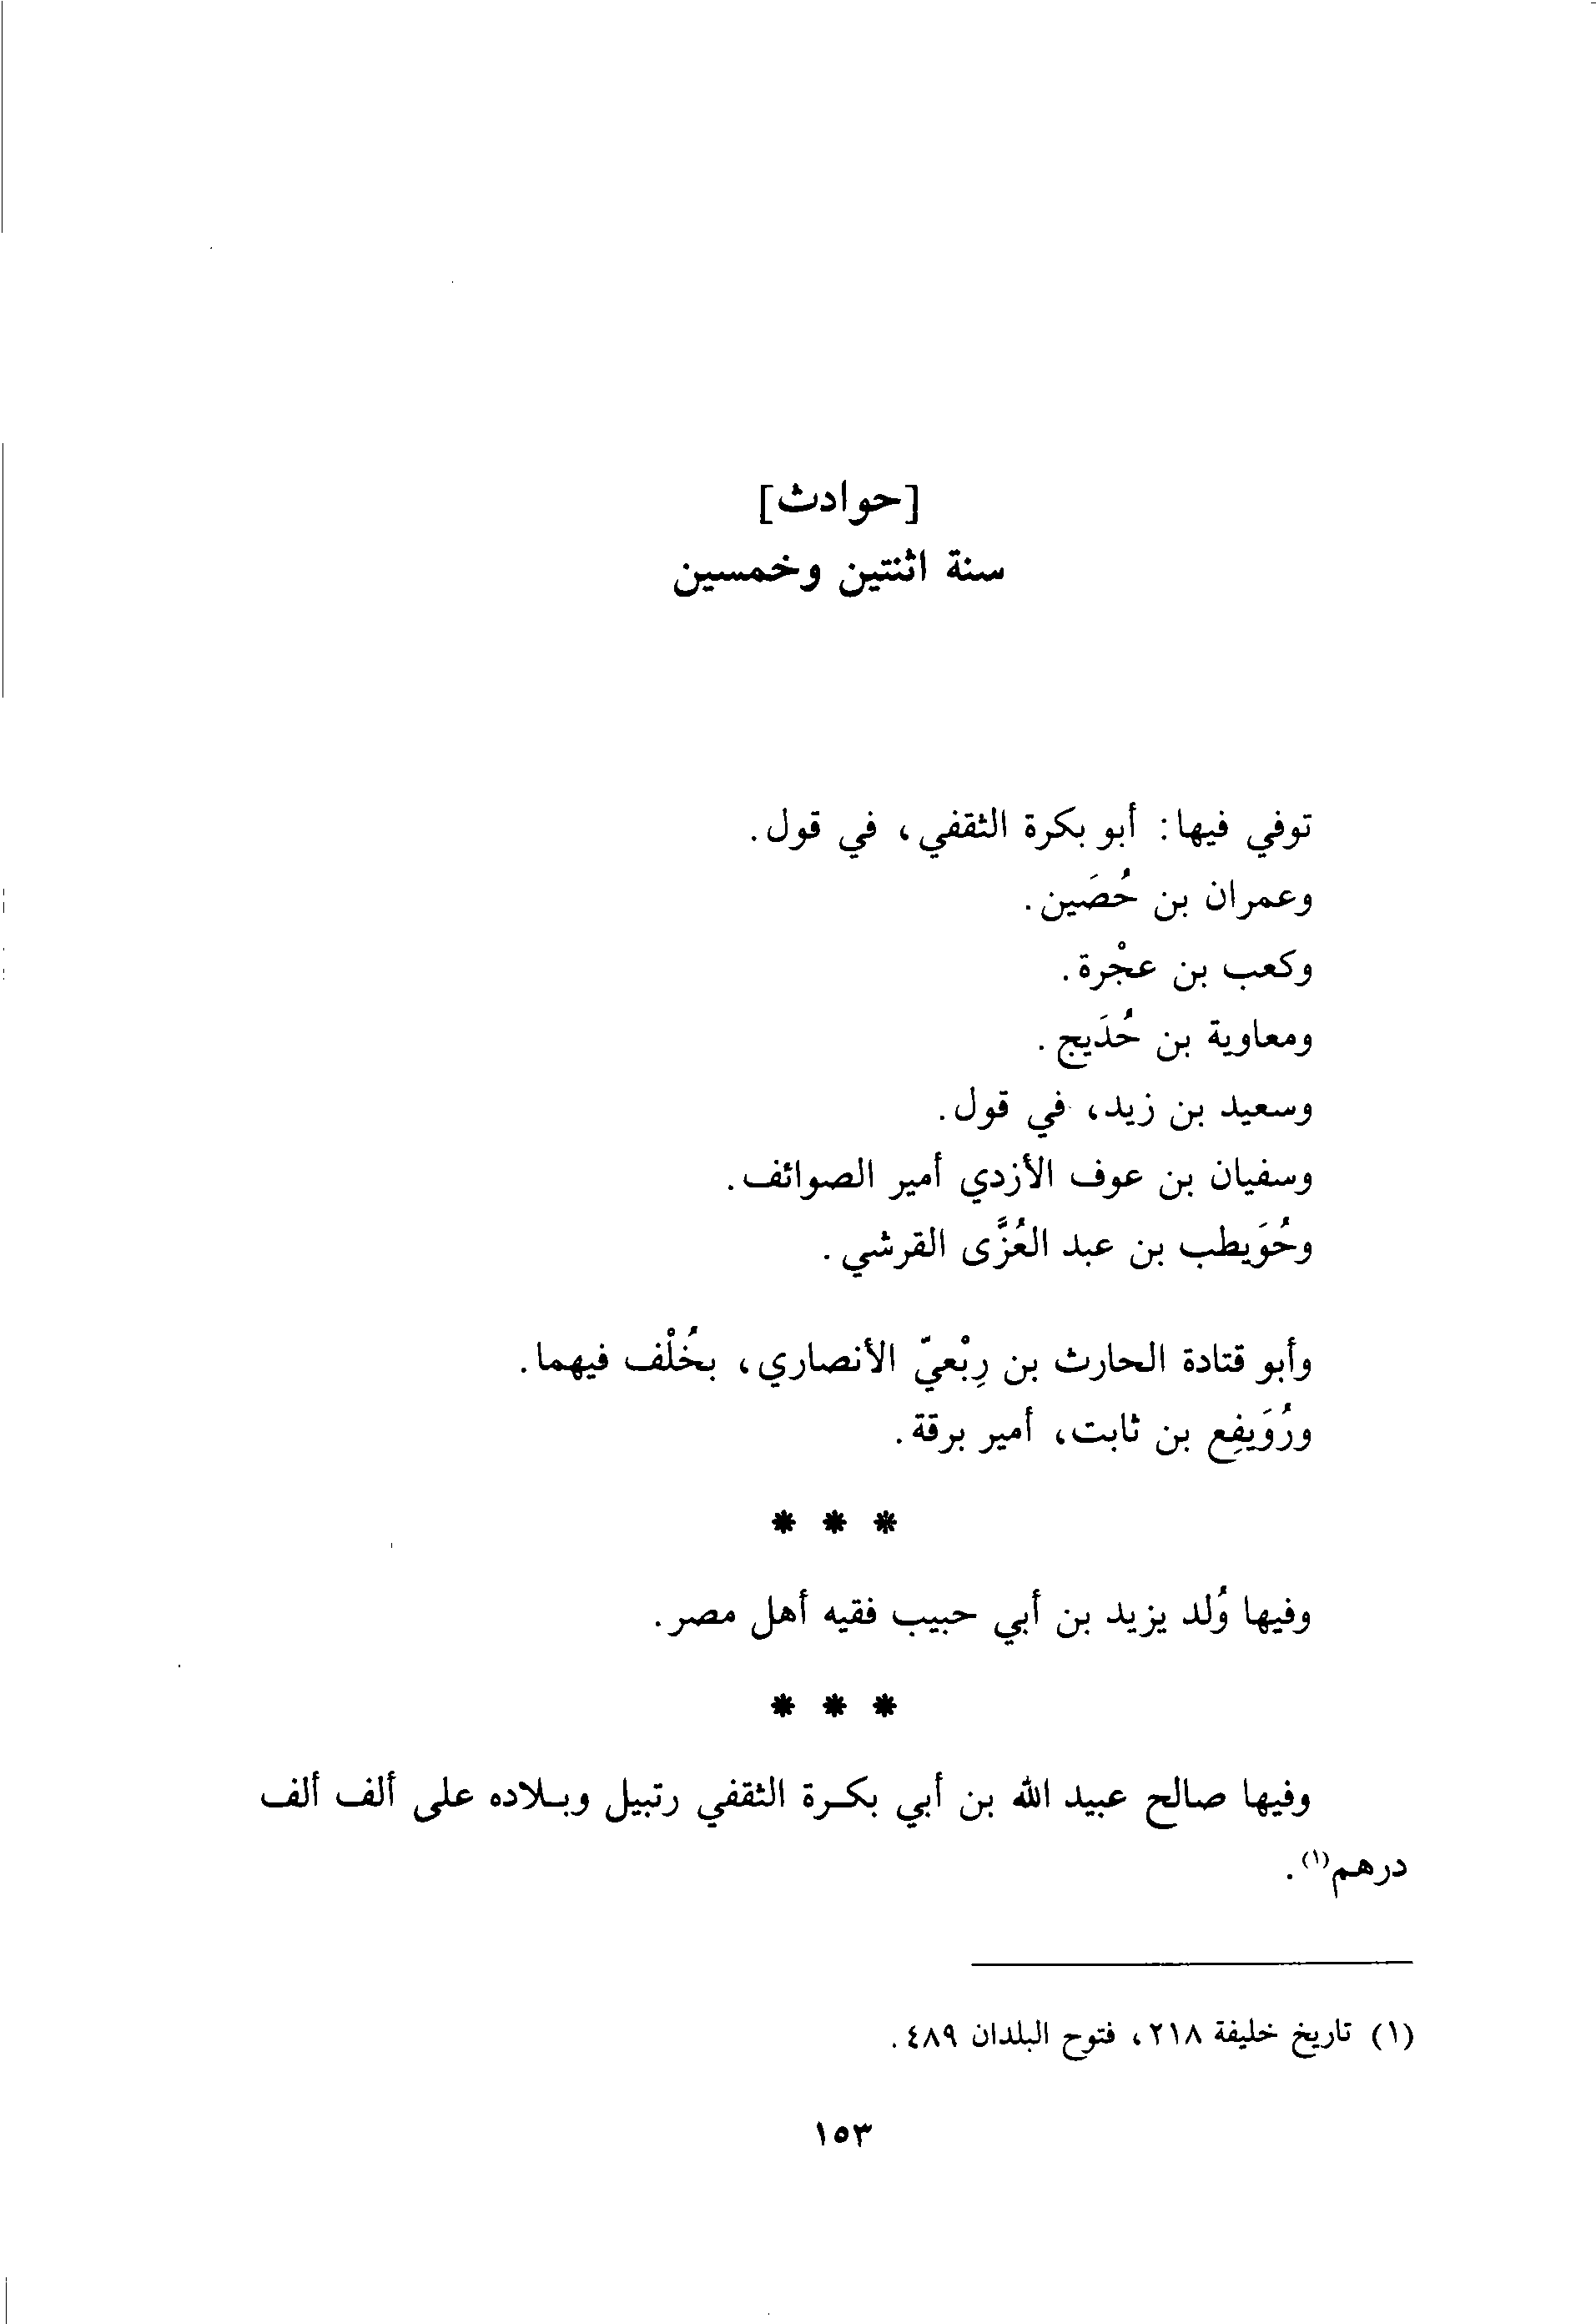 [حوادث]
سنة اثنتين وخمسين
توفي فيها: أبو بكرة الثقفي، في قول.
وعمران بن حُصَين.
وكعب بن عجْرة.
ومعاوية بن حُدَيج.
وسعيد بن زيد، في قول.
وسفيان بن عوف الأزدي أمير الصوائف.
وحُوَيطب بن عبد العُزَّى القرشي.
وأبو قتادة الحارث بن رِبْعيّ الأنصاري، بخُلْف فيهما.
ورُوَيفِع بن ثابت، أمير برقة.
* * *
وفيها وُلد يزيد بن أبي حبيب فقيه أهل مصر.
* * *
وفيها صالح عبيد الله بن أبي بكرة الثقفي رتبيل وبلاده على ألف ألف
درهم(١).
(١) تاريخ خليفة ٢١٨، فتوح البلدان ٤٨٩.
١٥٣